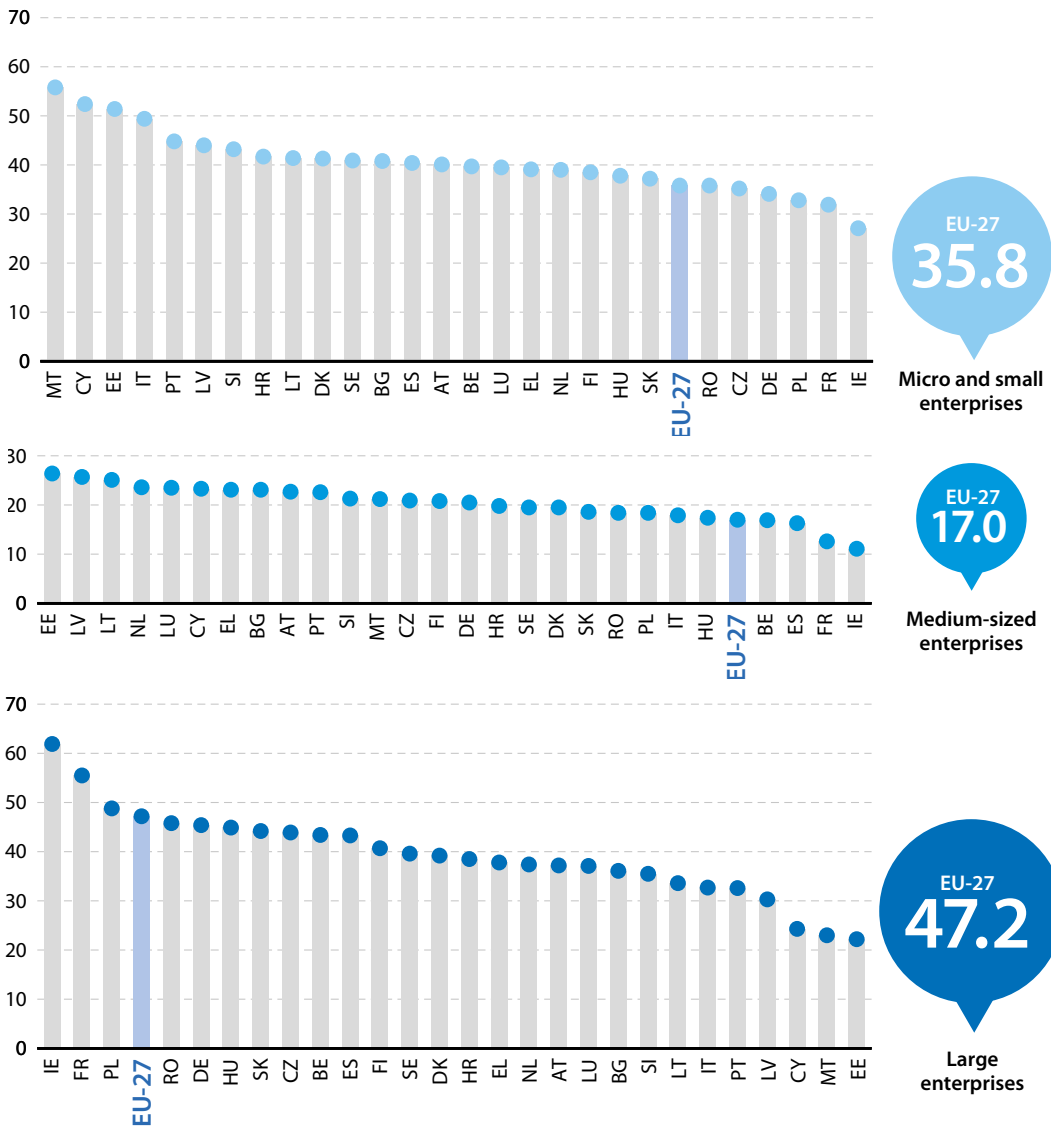 70
60
50
40
30
20
10
0
MT CY EE IT PT LV SI HR LT DK SE BG ES AT BE LU EL NL FI HU SK EU-27 RO CZ DE PL FR IE
EU-27
35.8
Micro and small
enterprises
30
20
10
0
EE LV LT NL LU CY EL BG AT PT SI MT CZ FI DE HR SE DK SK RO PL IT HU EU-27 BE ES FR IE
EU-27
17.0
Medium-sized
enterprises
70
60
50
40
30
20
10
0
IE FR PL EU-27 RO DE HU SK CZ BE ES FI SE DK HR EL NL AT LU BG SI LT IT PT LV CY MT EE
EU-27
47.2
Large
enterprises